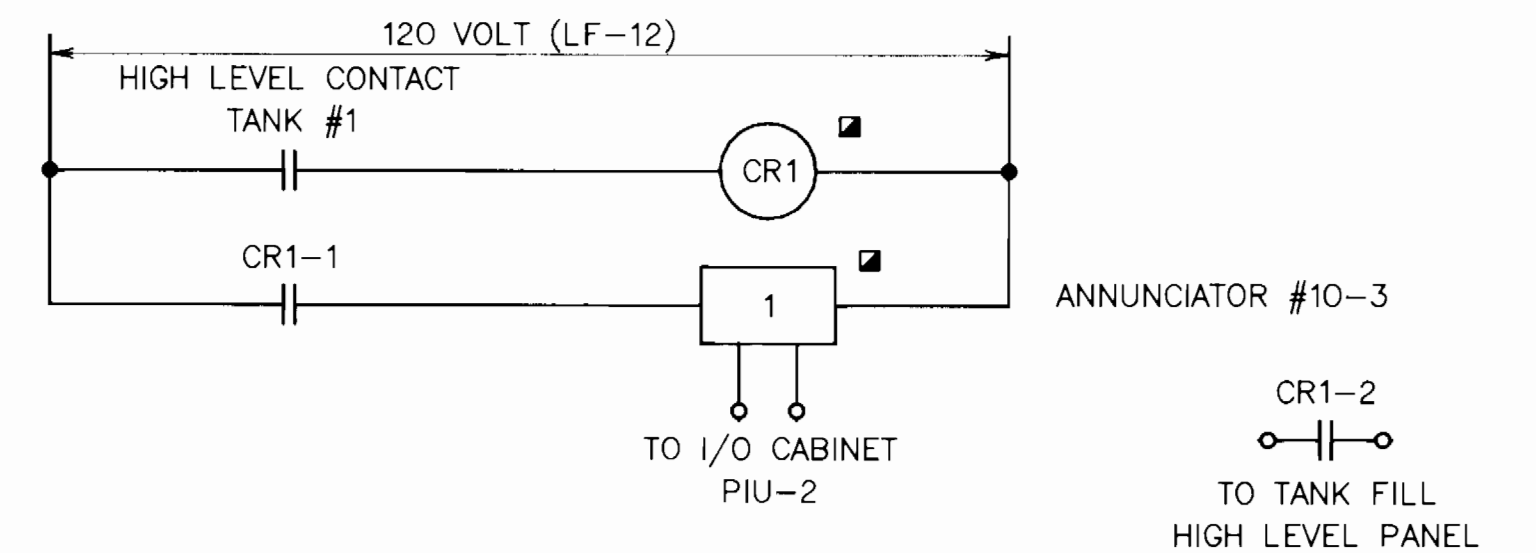 120 VOLT (LF-12)
HIGH LEVEL CONTACT
TANK #1
CR1
CR1-1
1
ANNUNCIATOR #10-3
TO I/O CABINET
PIU-2
CR1-2
TO TANK FILL
HIGH LEVEL PANEL